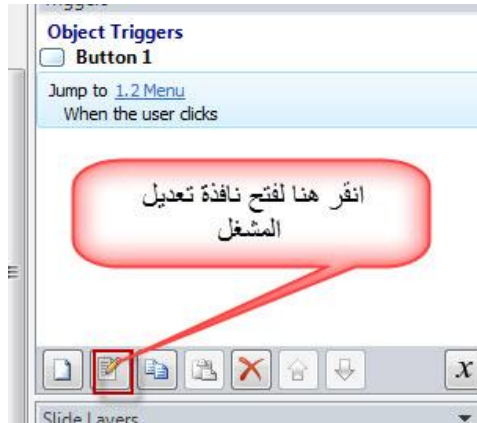 Triggers
Object Triggers
Button 1
Jump to 1.2 Menu
When the user clicks
انقر هنا لفتح نافذة تعديل
المشغل
x
Slide Layers